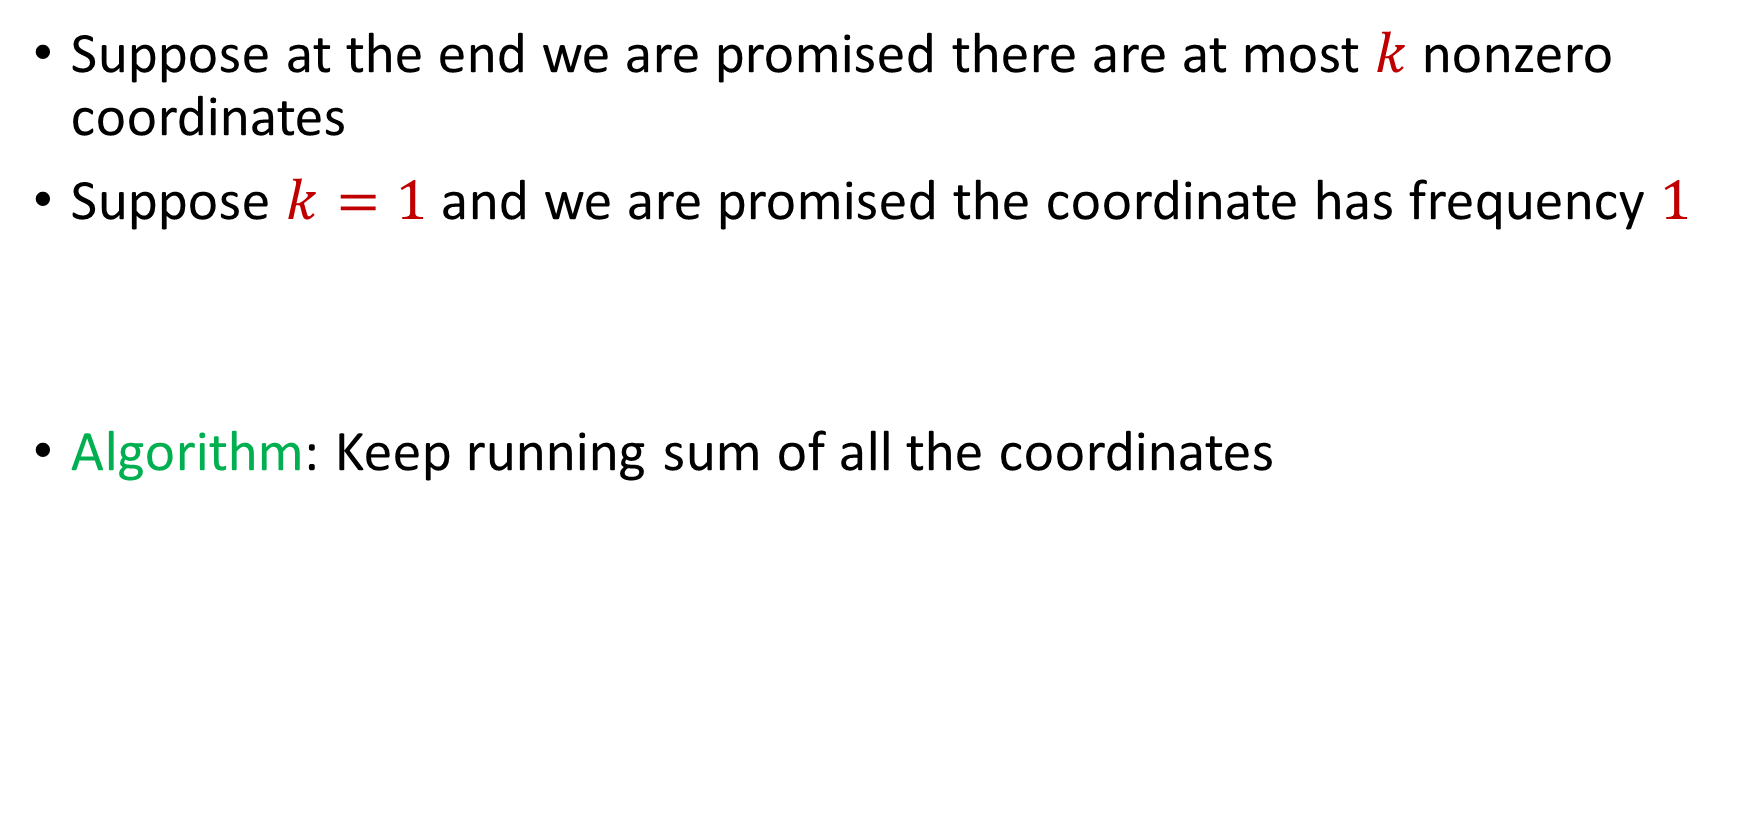 • Suppose at the end we are promised there are at most k nonzero
coordinates
• Suppose k = 1 and we are promised the coordinate has frequency 1
• Algorithm: Keep running sum of all the coordinates